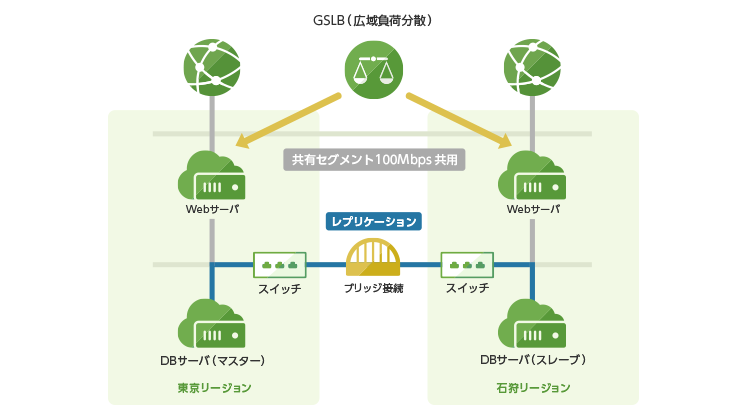 GSLB（広域負荷分散）
共有セグメント100Mbps 共用
Webサーバ
Webサーバ
レプリケーション
スイッチ
ブリッジ接続
スイッチ
DBサーバ（マスター）
DBサーバ（スレーブ）
東京リージョン
石狩リージョン